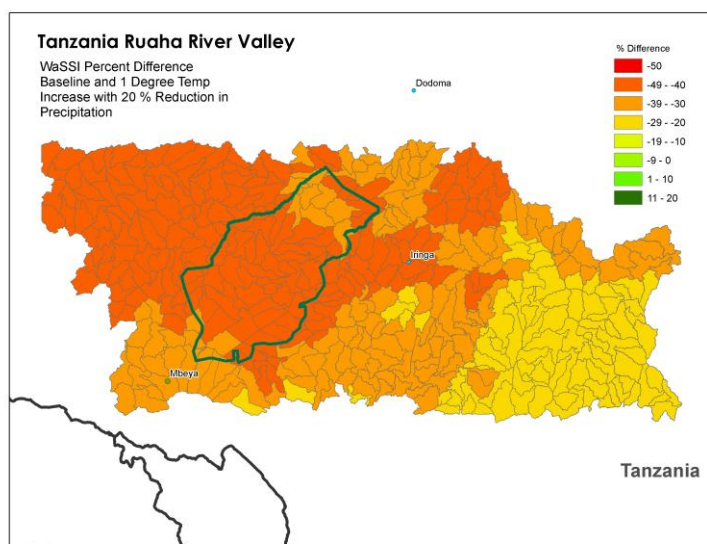 Tanzania Ruaha River Valley
WaSSI Percent Difference
Baseline and 1 Degree Temp
Increase with 20 % Reduction in
Precipitation
Dodoma
% Difference
-50
-49 - -40
-39 - -30
-29 - -20
-19 - -10
-9 - 0
1 - 10
11 - 20
Iringa
Mbeya
Tanzania